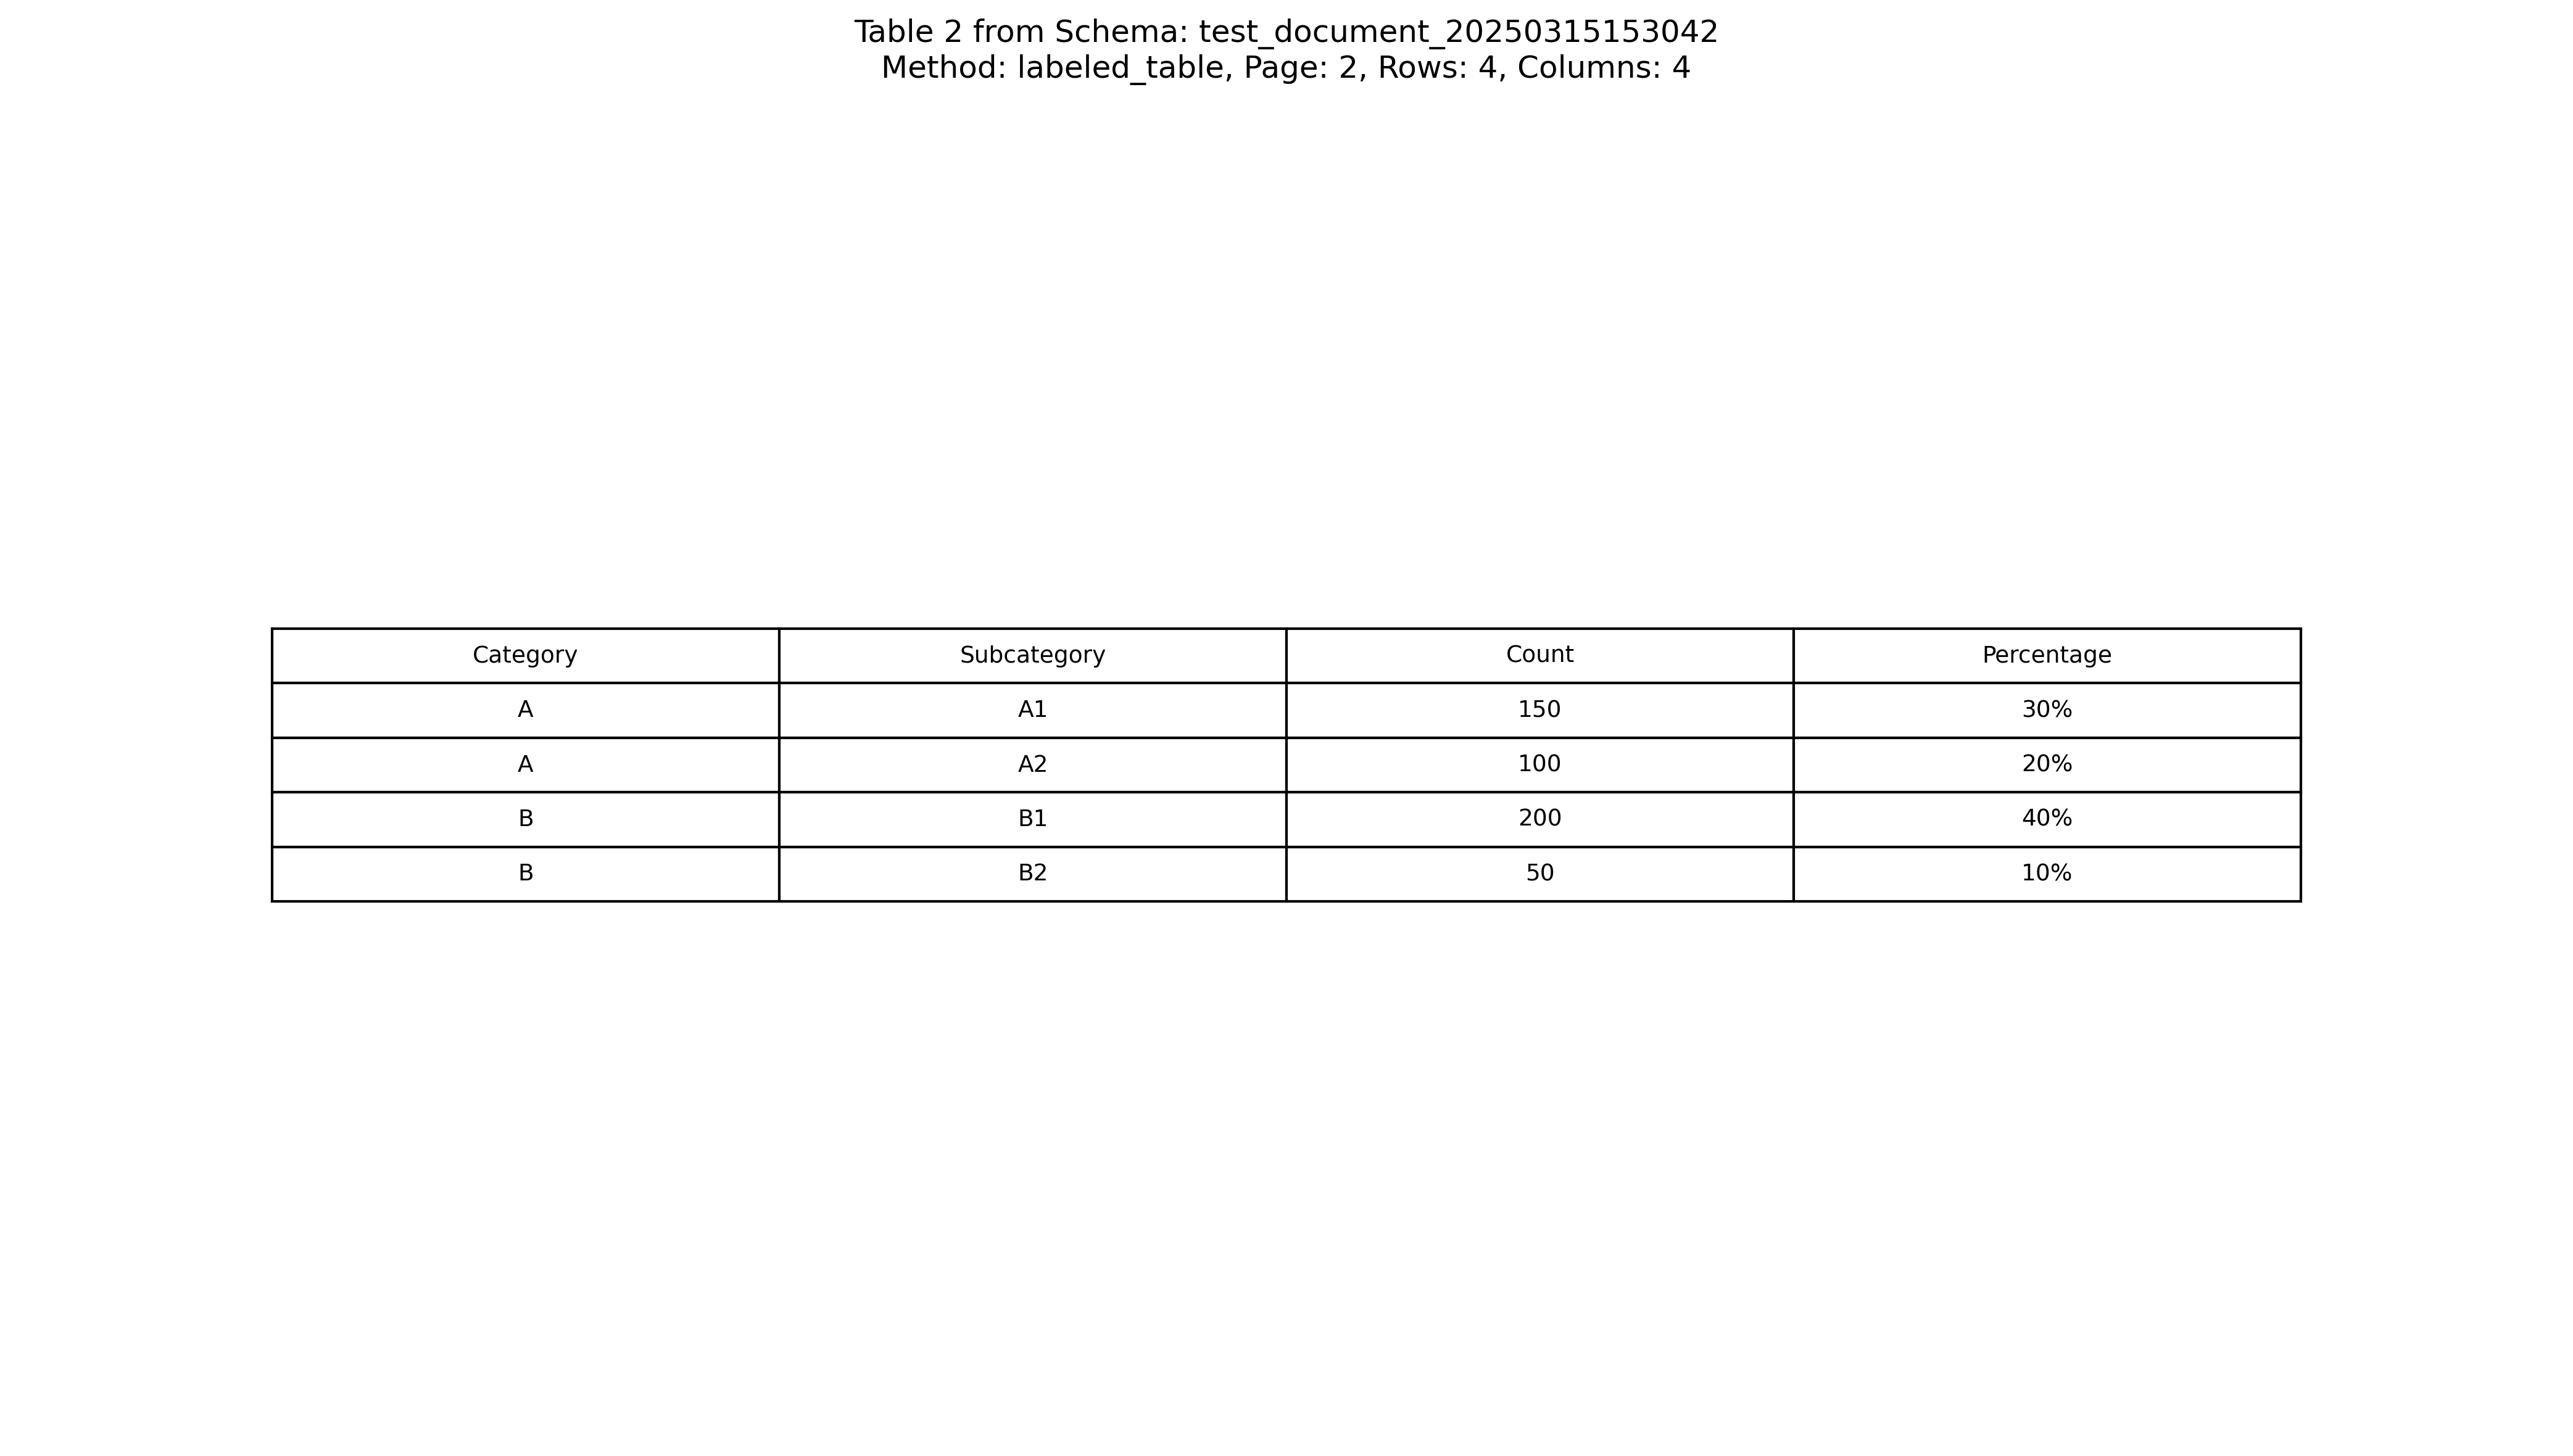 Table 2 from Schema: test_document_20250315153042
Method: labeled_table, Page: 2, Rows: 4, Columns: 4
Category Subcategory Count Percentage
A A1 150 30%
A A2 100 20%
B B1 200 40%
B B2 50 10%